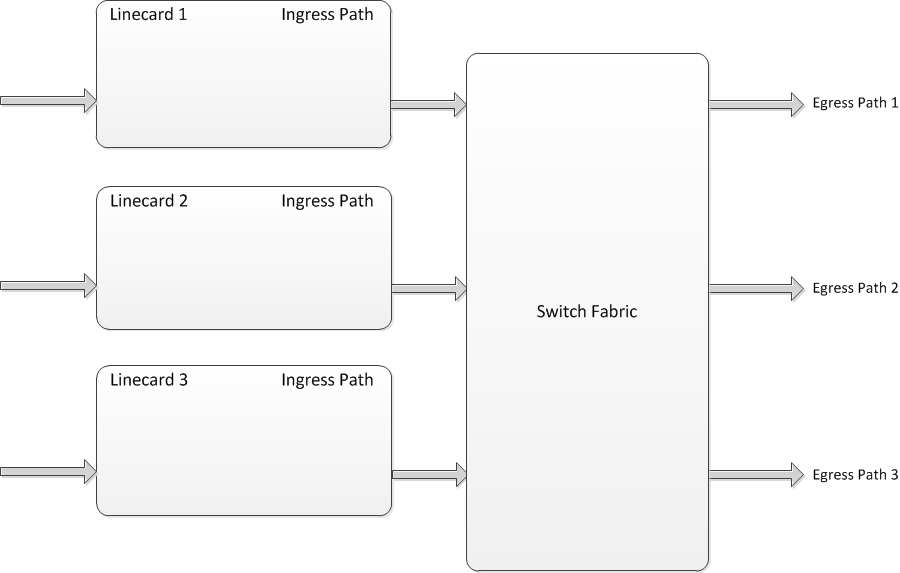 Linecard 1 Ingress Path
Egress Path 1
Linecard 2 Ingress Path
Egress Path 2
Switch Fabric
Linecard 3 Ingress Path
Egress Path 3